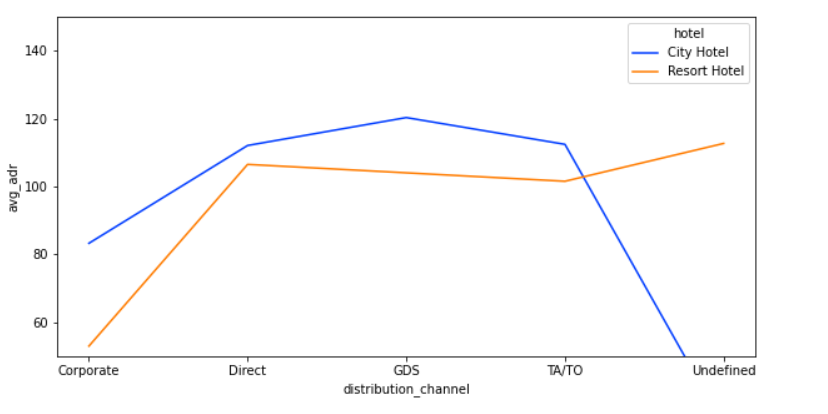 hotel
City Hotel
Resort Hotel
140
120
100
80
60
avg_adr
Corporate
Direct
GDS
TA/TO
Undefined
distribution_channel